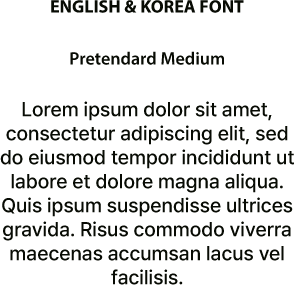 ENGLISH & KOREA FONT
Pretendard Medium
Lorem ipsum dolor sit amet,
consectetur adipiscing elit, sed
do eiusmod tempor incididunt ut
labore et dolore magna aliqua.
Quis ipsum suspendisse ultrices
gravida. Risus commodo viverra
maecenas accumsan lacus vel
facilisis.